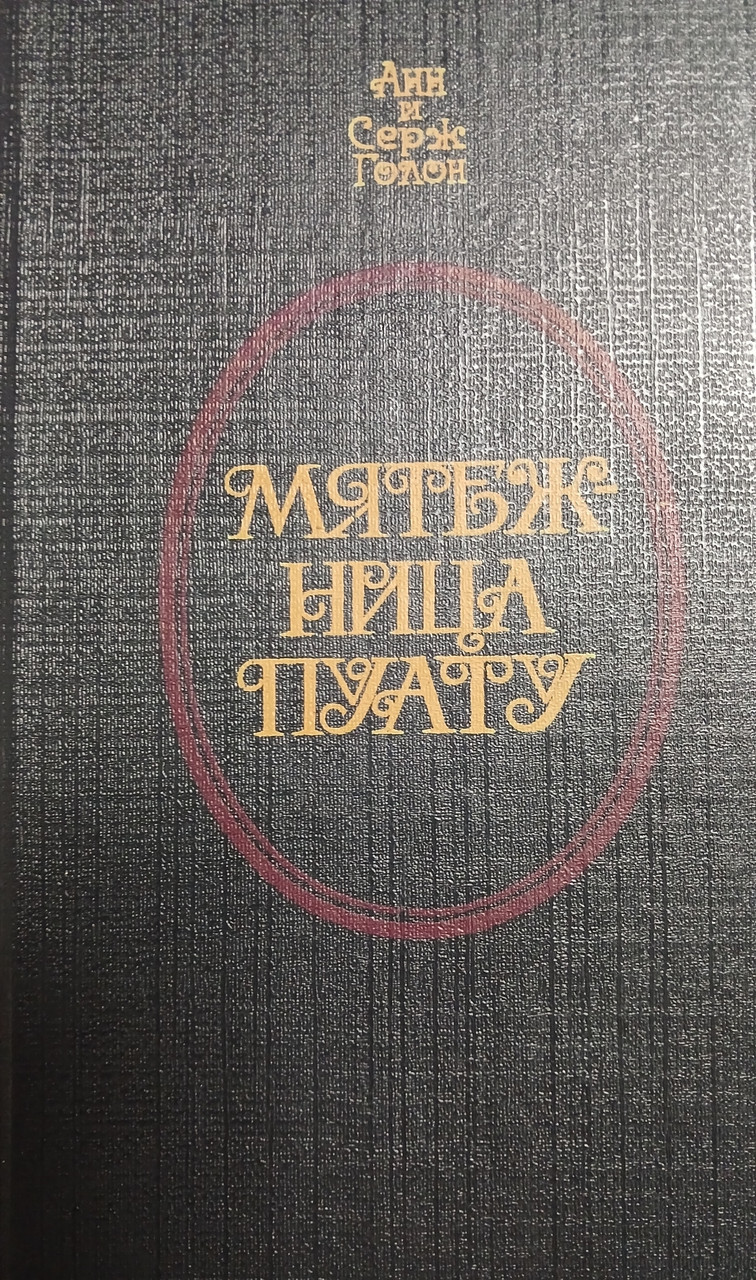 Анн
и
Серж
Голон
МЯТЕЖ-
НИЦА
ПУАТУ